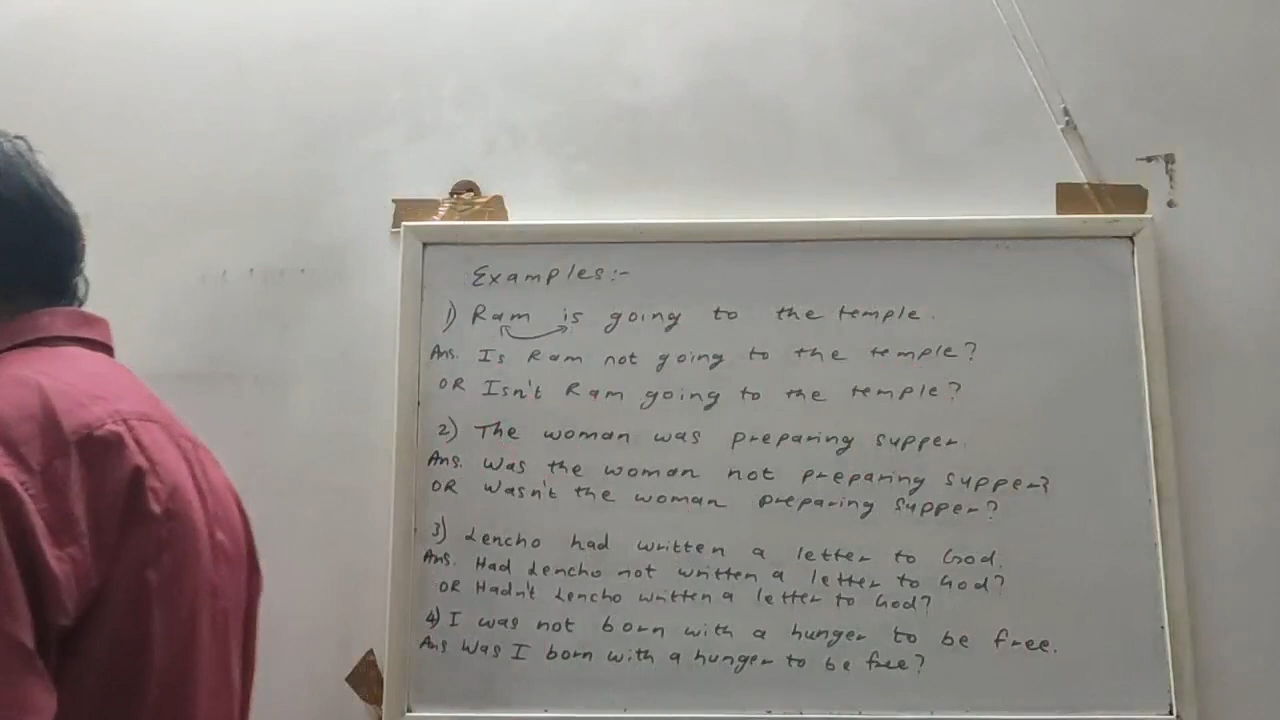 Examples:-
1) Ram is going to the temple.
Ans. Is Ram not going to the temple?
OR Isn't Ram going to the temple?
2) The woman was preparing supper.
Ans. Was the woman not preparing supper?
OR Wasn't the woman preparing supper?
3) Lencho had written a letter to God.
Ans. Had Lencho not written a letter to God?
OR Hadn't Lencho written a letter to God?
4) I was not born with a hunger to be free.
Ans Was I born with a hunger to be free?